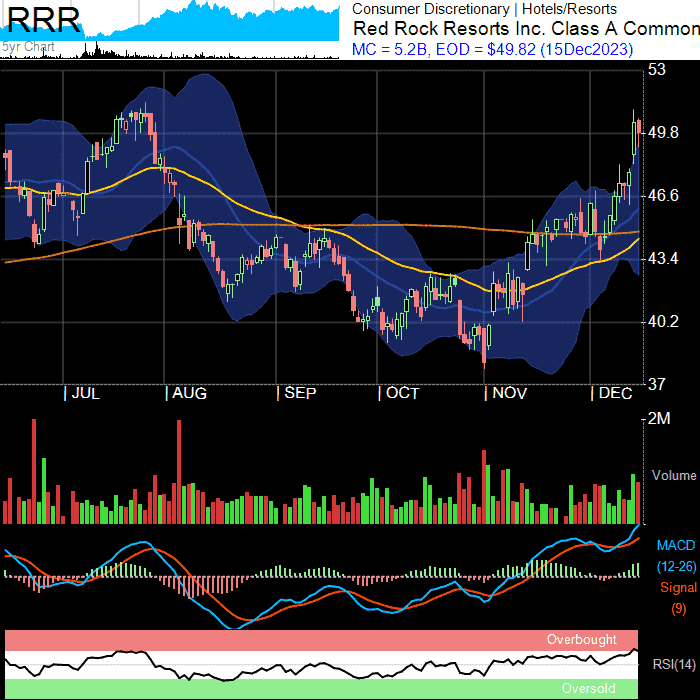 RRR
5yr Chart
Consumer Discretionary | Hotels/Resorts
Red Rock Resorts Inc. Class A Common
MC = 5.2B, EOD = $49.82 (15Dec2023)
53
49.8
46.6
43.4
40.2
37
| JUL | AUG | SEP | OCT | NOV | DEC
2M
Volume
MACD
(12-26)
Signal
(9)
Overbought
RSI(14)
Oversold